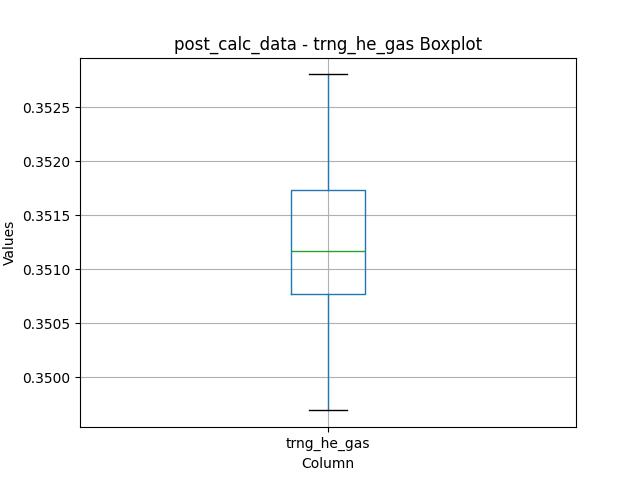 post_calc_data - trng_he_gas Boxplot
0.3525
0.3520
0.3515
0.3510
0.3505
0.3500
Values
trng_he_gas
Column